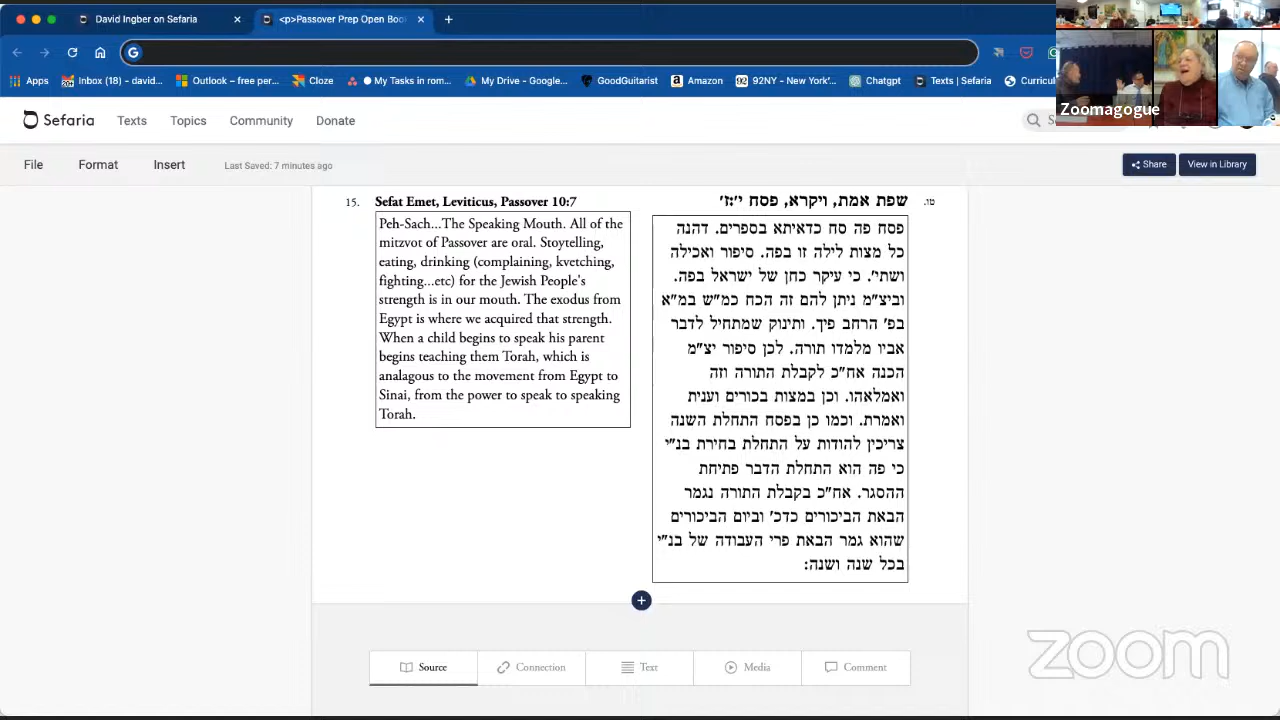 David Ingber on Sefaria
<p>Passover Prep Open Boo
Apps
Inbox (18) – david...
Outlook – free per...
Cloze
My Tasks in rom...
My Drive – Google...
GoodGuitarist
Amazon
92NY - New York'...
Chatgpt
Texts | Sefaria
Curricu
Zoomagogue
Sefaria
Texts
Topics
Community
Donate
File
Format
Insert
Last Saved: 7 minutes ago
Share
View in Library
15.
Sefat Emet, Leviticus, Passover 10:7
Peh-Sach...The Speaking Mouth. All of the
mitzvot of Passover are oral. Stoytelling,
eating, drinking (complaining, kvetching,
fighting...etc) for the Jewish People's
strength is in our mouth. The exodus from
Egypt is where we acquired that strength.
When a child begins to speak his parent
begins teaching them Torah, which is
analagous to the movement from Egypt to
Sinai, from the power to speak to speaking
Torah.
טו.
שפת אמת, ויקרא, פסח י׳:ז׳
פסח פה סח כדאיתא בספרים. דהנה
כל מצות לילה זו בפה. סיפור ואכילה
ושתי'. כי עיקר כחן של ישראל בפה.
וביצ"מ ניתן להם זה הכח כמ"ש במ"א
בפ' הרחב פיך. ותינוק שמתחיל לדבר
אביו מלמדו תורה. לכן סיפור יצ"מ
הכנה אח"כ לקבלת התורה וזה
ואמלאהו. וכן במצות בכורים וענית
ואמרת. וכמו כן בפסח התחלת השנה
צריכין להודות על התחלת בחירת בנ"י
כי פה הוא התחלת הדבר פתיחת
ההסגר. אח"כ בקבלת התורה נגמר
הבאת הביכורים כדכ' וביום הביכורים
שהוא גמר הבאת פרי העבודה של בנ"י
בכל שנה ושנה:
Source
Connection
Text
Media
Comment
zoom